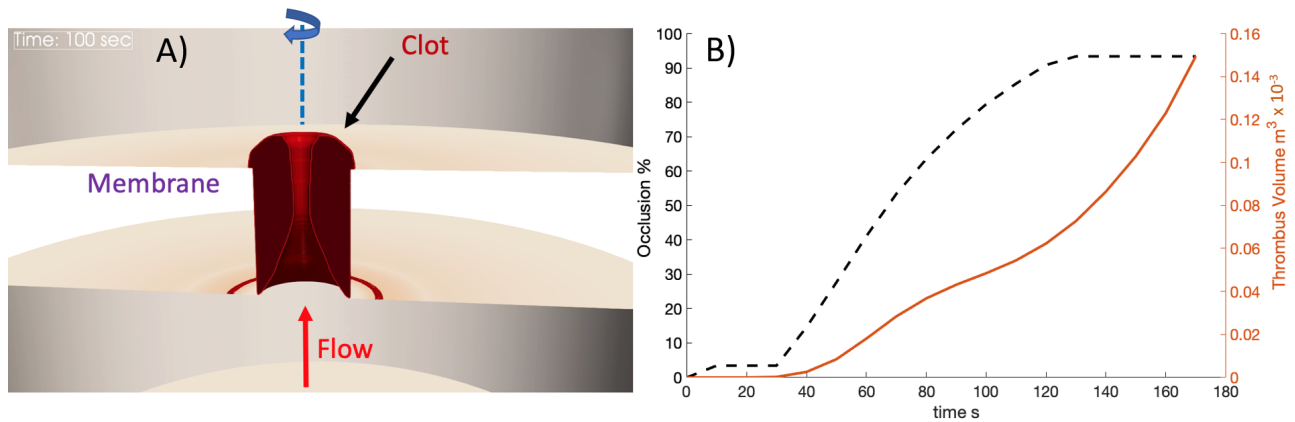 Time: 100 sec
A)
Clot
Membrane
Flow
B)
100
90
80
70
60
50
40
30
20
10
0
Occlusion %
0 20 40 60 80 100 120 140 160 180
time s
0.16
0.14
0.12
0.1
0.08
0.06
0.04
0.02
0
Thrombus Volume m³ x 10⁻³